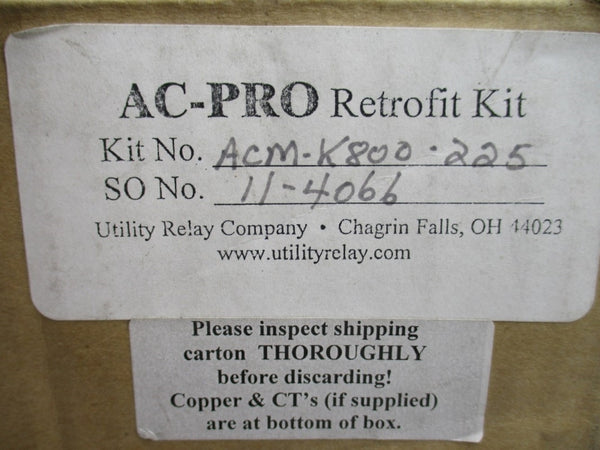 AC-PRO Retrofit Kit
Kit No. ACM-K800-225
SO No. 11-4066
Utility Relay Company • Chagrin Falls, OH 44023
www.utilityrelay.com
Please inspect shipping
carton THOROUGHLY
before discarding!
Copper & CT's (if supplied)
are at bottom of box.